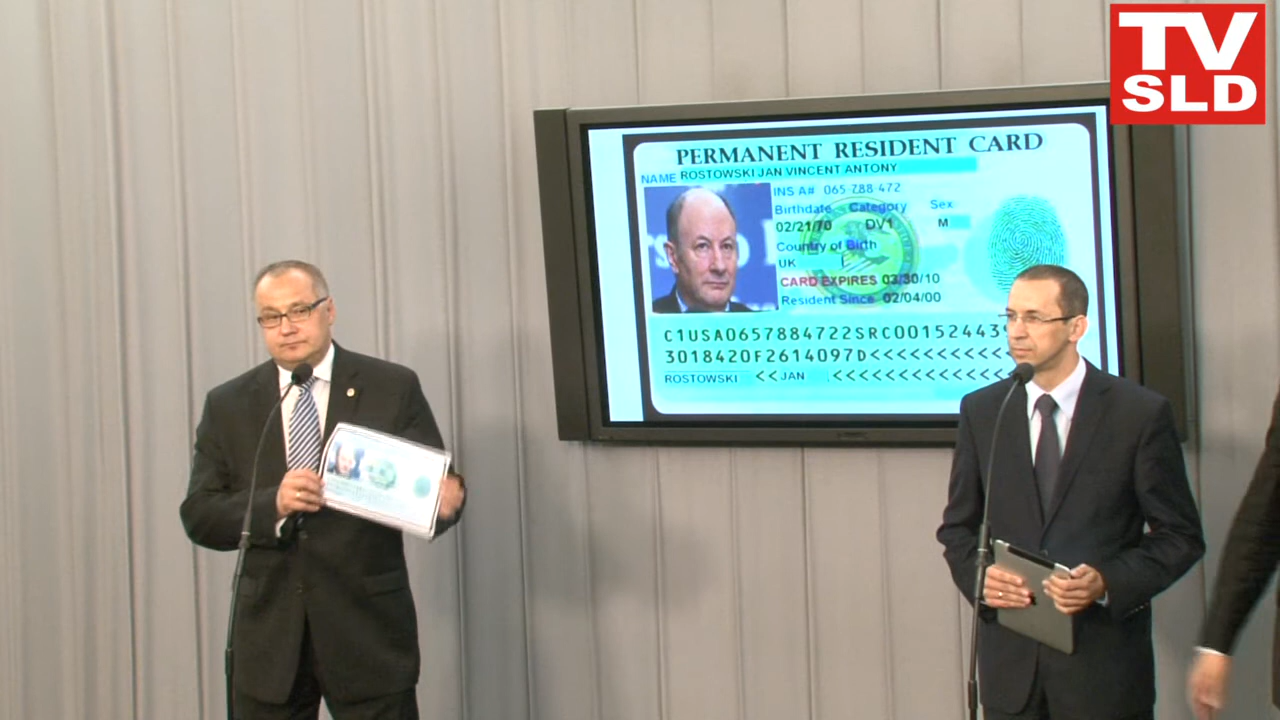 TV
SLD
PERMANENT RESIDENT CARD
NAME ROSTOWSKI JAN VINCENT ANTONY
INS A# 065 288 472
Birthdate Category Sex
02/21/70 DV1 M
Country of Birth
UK
CARD EXPIRES 03/30/10
Resident Since 02/04/00
C1USA0657884722SRC00152443
3018420F2614097D<<<<<<<<<<
ROSTOWSKI <<JAN <<<<<<<<<<<<<